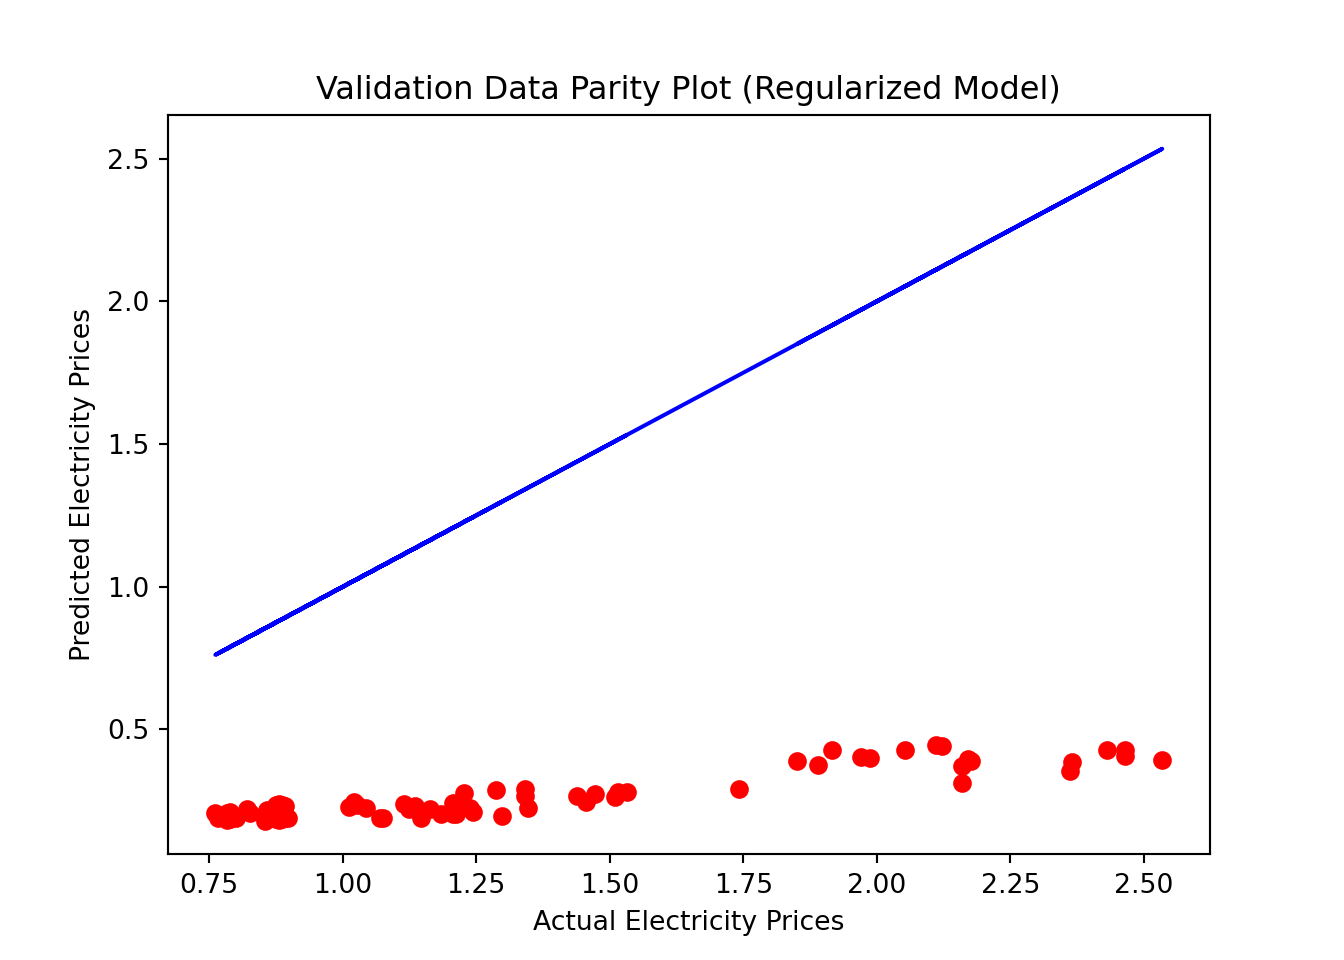 Validation Data Parity Plot (Regularized Model)
Predicted Electricity Prices
2.5
2.0
1.5
1.0
0.5
0.75 1.00 1.25 1.50 1.75 2.00 2.25 2.50
Actual Electricity Prices